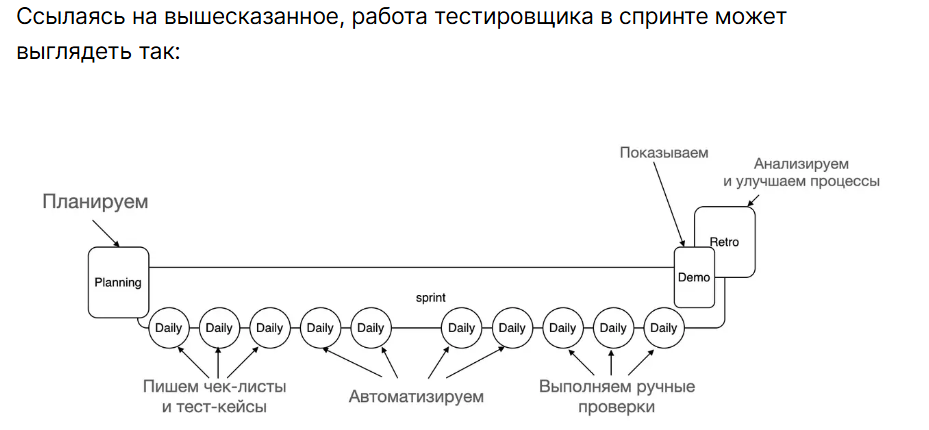 Ссылаясь на вышесказанное, работа тестировщика в спринте может
выглядеть так:
Показываем
Анализируем
и улучшаем процессы
Планируем
Retro
Demo
Planning
sprint
Daily Daily Daily Daily Daily Daily Daily Daily Daily Daily
Пишем чек-листы
и тест-кейсы
Автоматизируем
Выполняем ручные
проверки